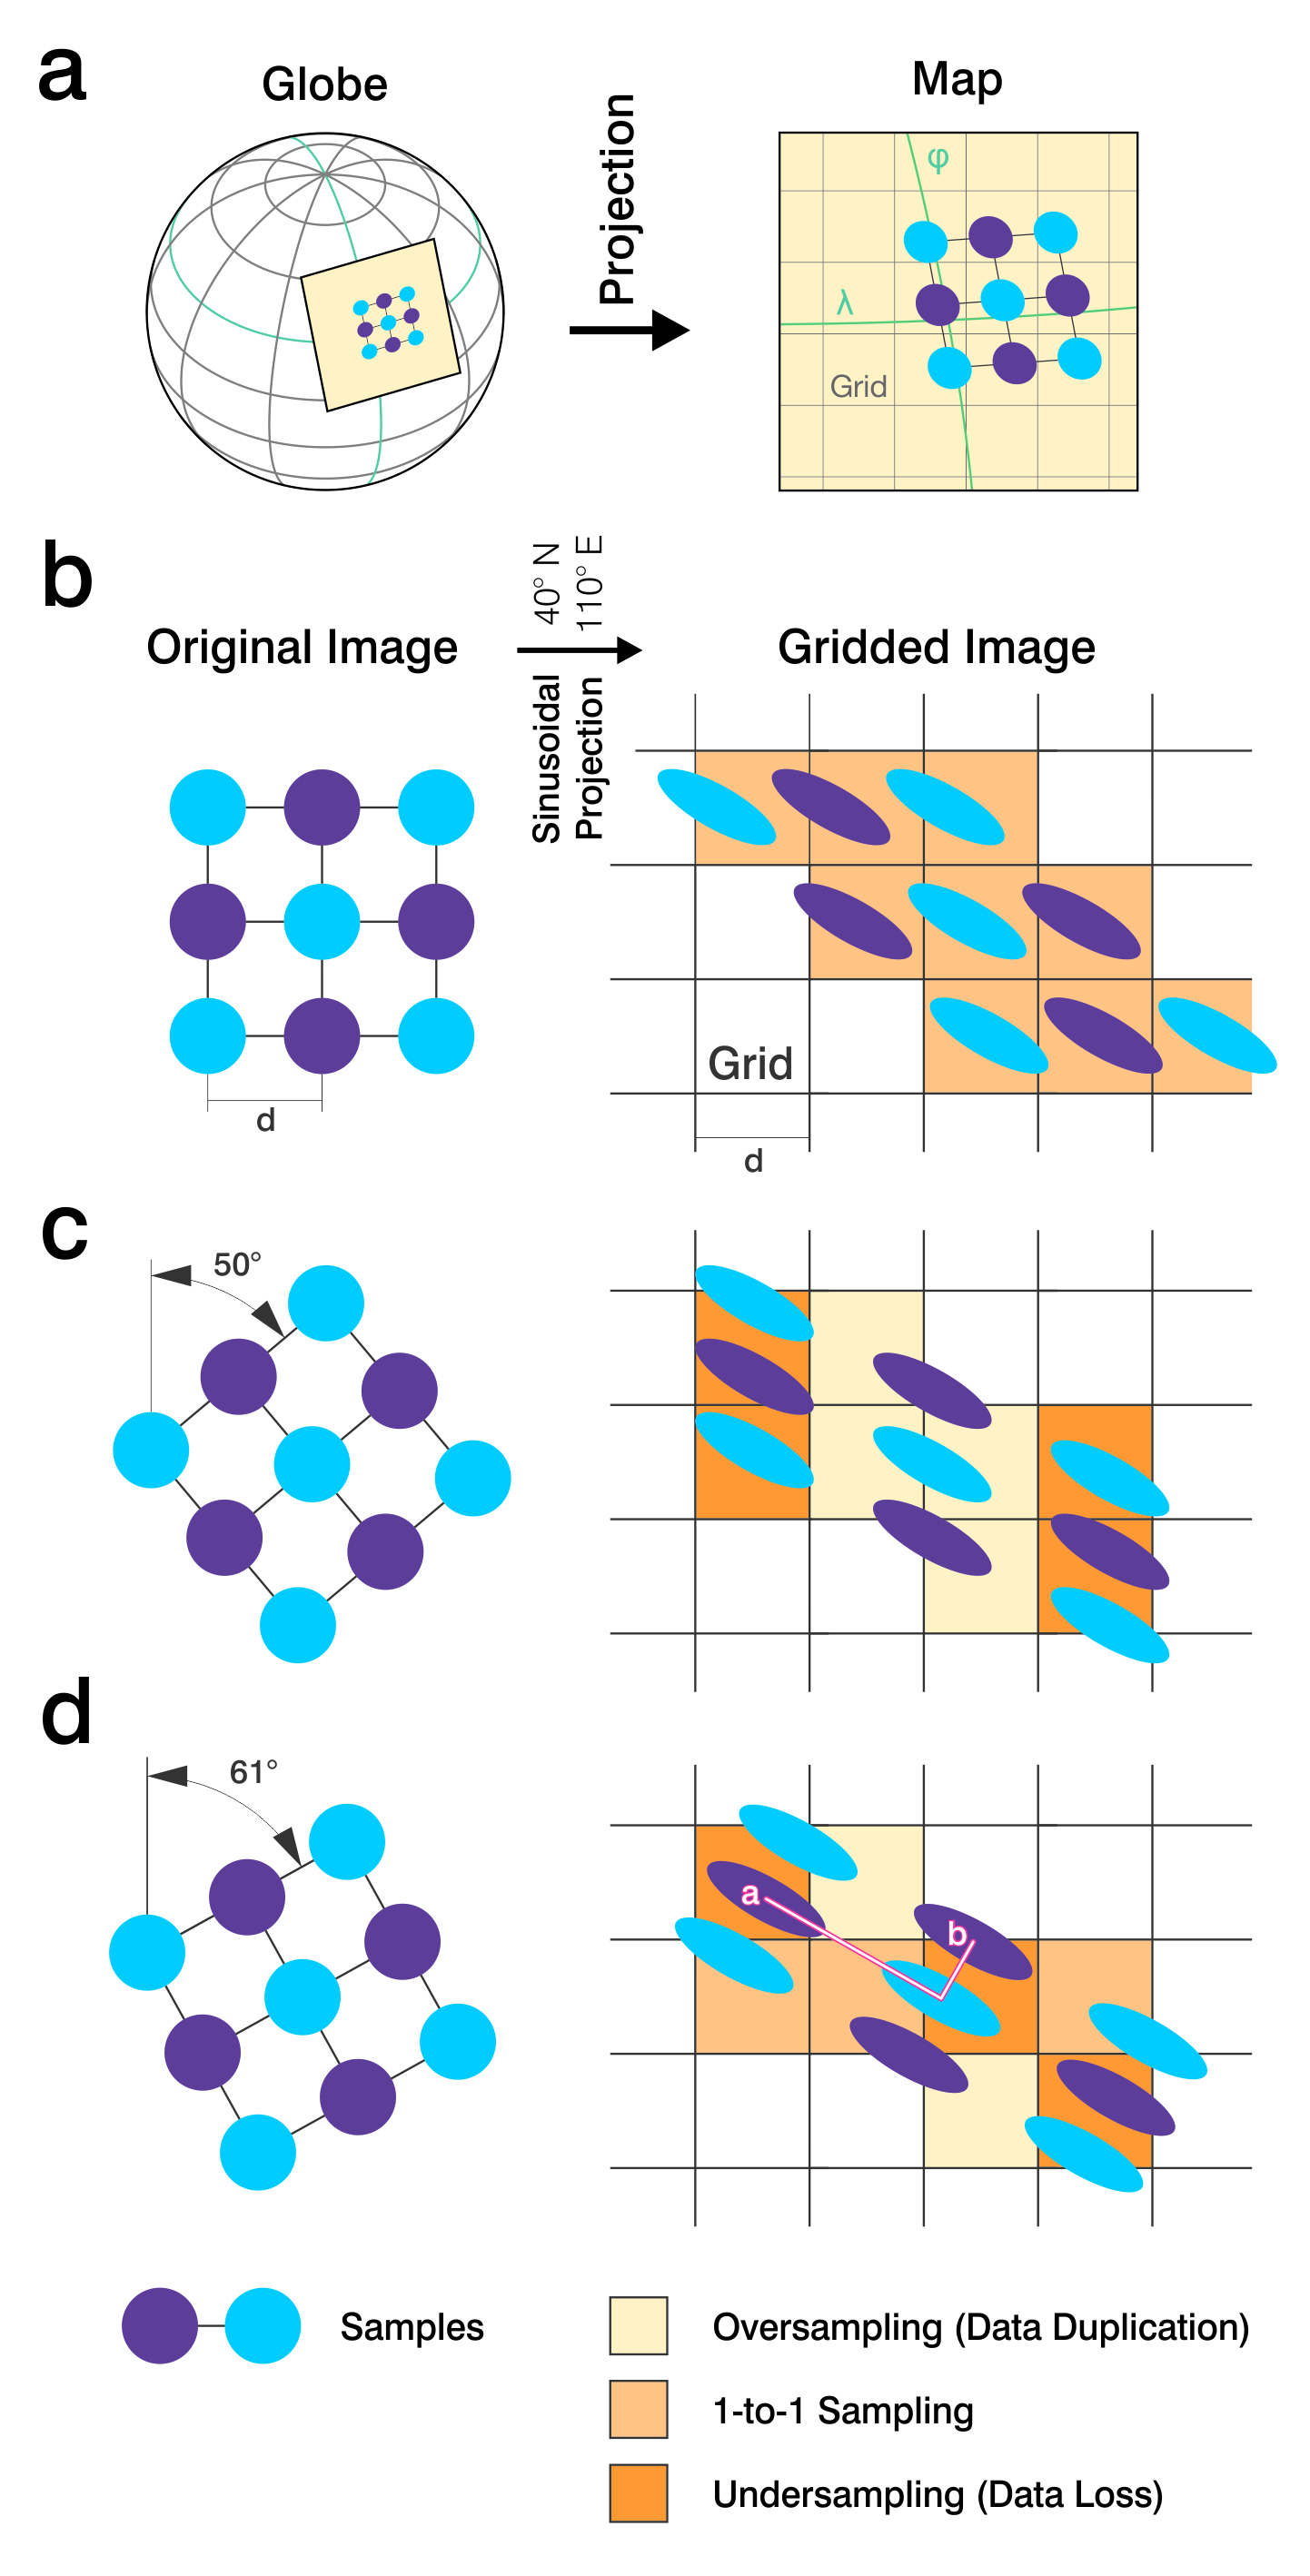 a
Globe
Projection
Map
φ
λ
Grid
b
Original Image
40° N
110° E
Sinusoidal
Projection
Gridded Image
d
Grid
d
c
50°
d
61°
a
b
Samples
Oversampling (Data Duplication)
1-to-1 Sampling
Undersampling (Data Loss)